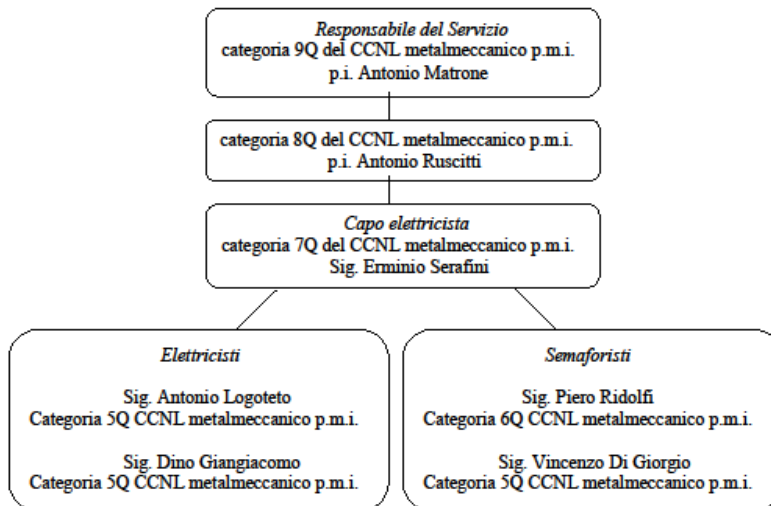 Responsabile del Servizio
categoria 9Q del CCNL metalmeccanico p.m.i.
p.i. Antonio Matrone
categoria 8Q del CCNL metalmeccanico p.m.i.
p.i. Antonio Ruscitti
Capo elettricista
categoria 7Q del CCNL metalmeccanico p.m.i.
Sig. Erminio Serafini
Elettricisti
Sig. Antonio Logoteto
Categoria 5Q CCNL metalmeccanico p.m.i.
Sig. Dino Giangiacomo
Categoria 5Q CCNL metalmeccanico p.m.i.
Semaforisti
Sig. Piero Ridolfi
Categoria 6Q CCNL metalmeccanico p.m.i.
Sig. Vincenzo Di Giorgio
Categoria 5Q CCNL metalmeccanico p.m.i.